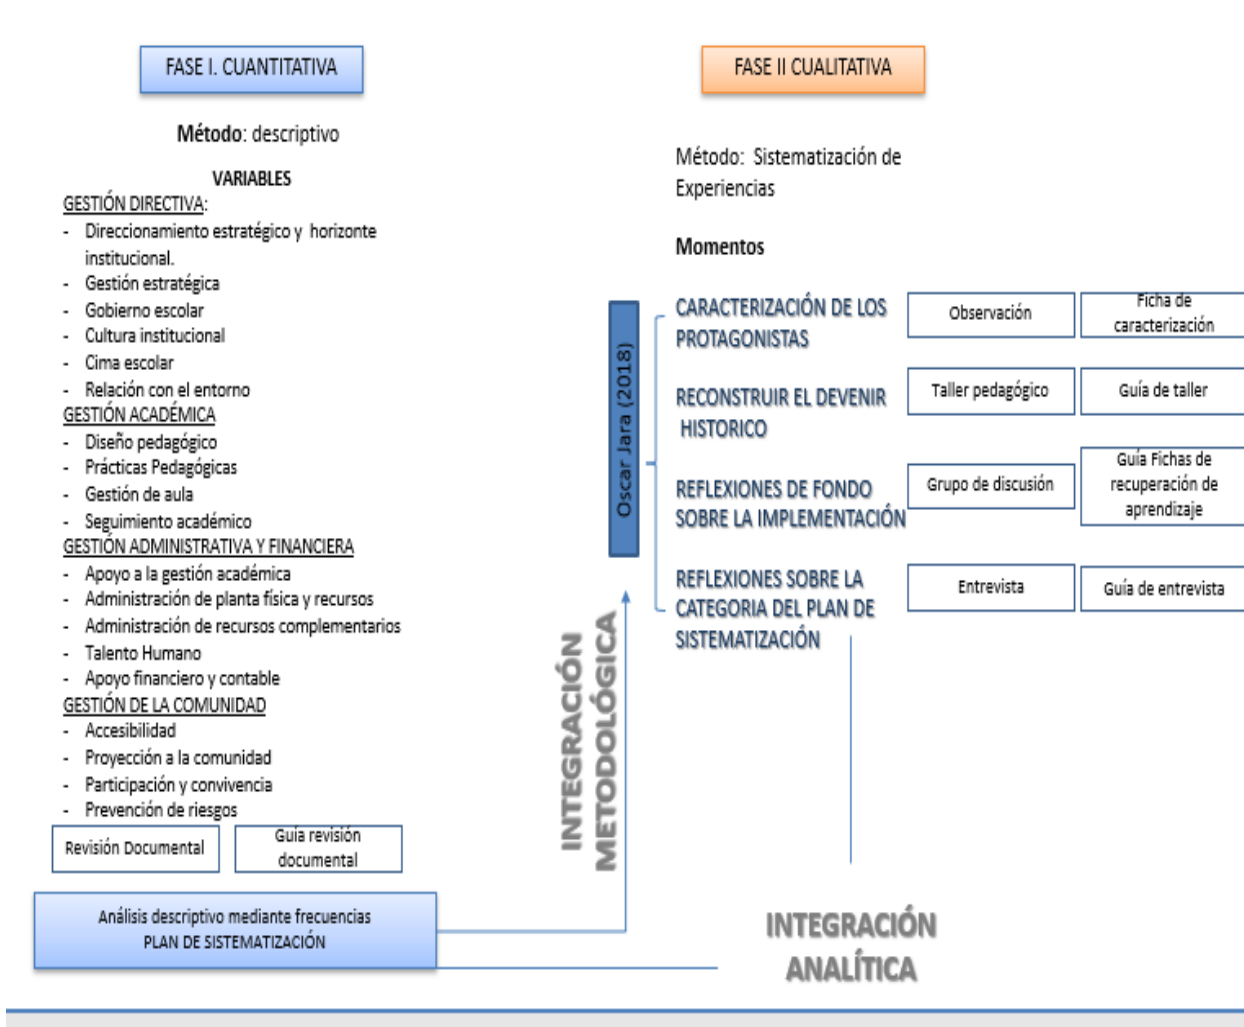 FASE I. CUANTITATIVA
Método: descriptivo
VARIABLES
GESTIÓN DIRECTIVA:
- Direccionamiento estratégico y horizonte
institucional.
- Gestión estratégica
- Gobierno escolar
- Cultura institucional
- Cima escolar
- Relación con el entorno
GESTIÓN ACADÉMICA
- Diseño pedagógico
- Prácticas Pedagógicas
- Gestión de aula
- Seguimiento académico
GESTIÓN ADMINISTRATIVA Y FINANCIERA
- Apoyo a la gestión académica
- Administración de planta física y recursos
- Administración de recursos complementarios
- Talento Humano
- Apoyo financiero y contable
GESTIÓN DE LA COMUNIDAD
- Accesibilidad
- Proyección a la comunidad
- Participación y convivencia
- Prevención de riesgos
Revisión Documental
Guía revisión
documental
Análisis descriptivo mediante frecuencias
PLAN DE SISTEMATIZACIÓN
INTEGRACIÓN
METODOLÓGICA
Oscar Jara (2018)
FASE II CUALITATIVA
Método: Sistematización de
Experiencias
Momentos
CARACTERIZACIÓN DE LOS
PROTAGONISTAS
Observación
Ficha de
caracterización
RECONSTRUIR EL DEVENIR
HISTORICO
Taller pedagógico
Guía de taller
REFLEXIONES DE FONDO
SOBRE LA IMPLEMENTACIÓN
Grupo de discusión
Guía Fichas de
recuperación de
aprendizaje
REFLEXIONES SOBRE LA
CATEGORIA DEL PLAN DE
SISTEMATIZACIÓN
Entrevista
Guía de entrevista
INTEGRACIÓN
ANALÍTICA